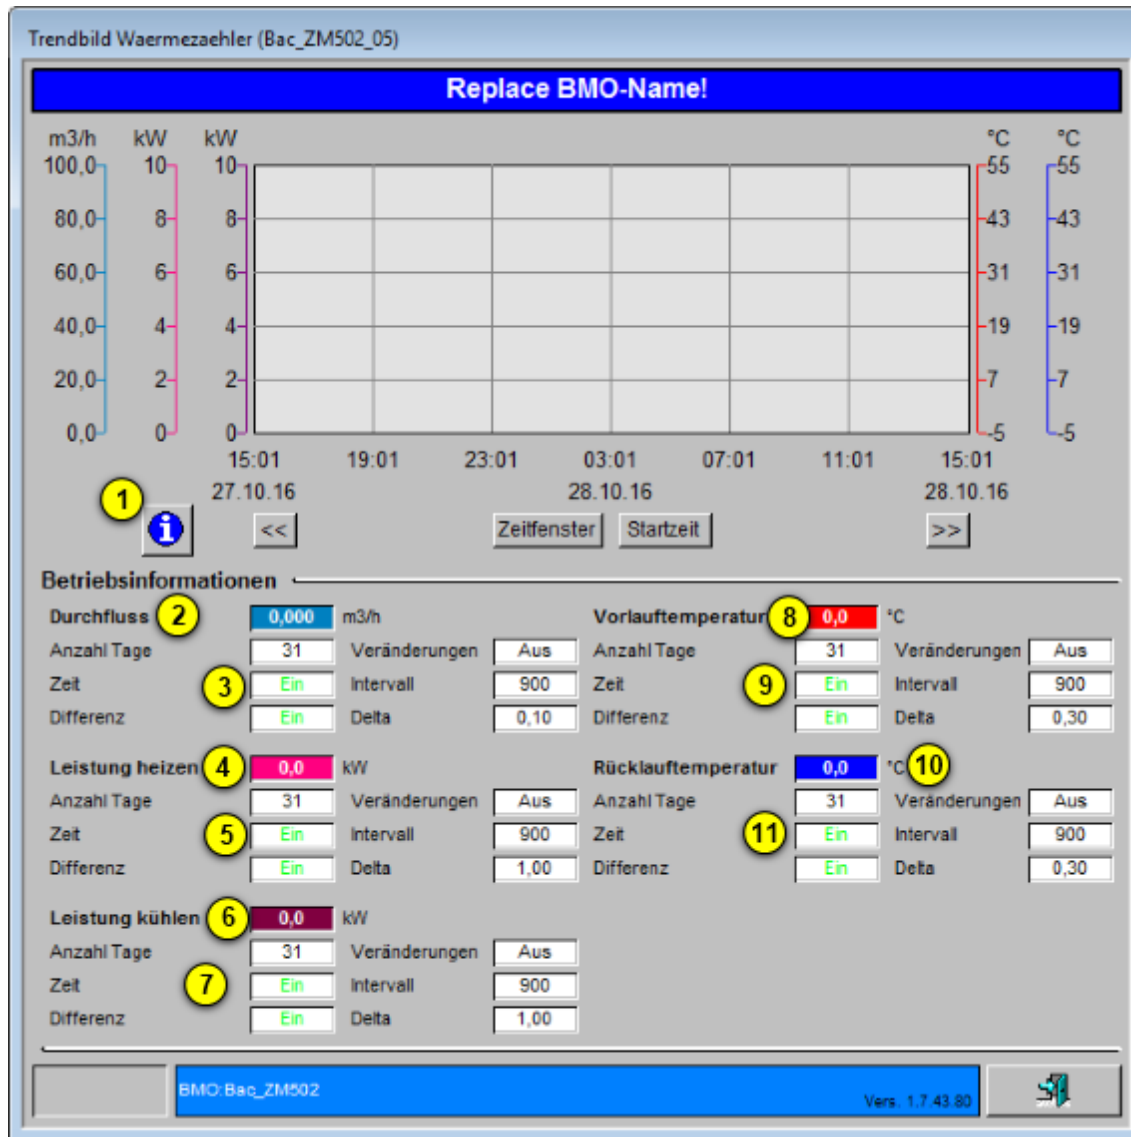 Trendbild Waermezaehler (Bac_ZM502_05)
Replace BMO-Name!
m3/h kW kW °C °C
100,0 10 10 55 55
80,0 8 8 43 43
60,0 6 6 31 31
40,0 4 4 19 19
20,0 2 2 7 7
0,0 0 0 -5 -5
15:01 19:01 23:01 03:01 07:01 11:01 15:01
27.10.16 28.10.16 28.10.16
1
i << Zeitfenster Startzeit >>
Betriebsinformationen
Durchfluss 2 0,000 m3/h Vorlauftemperatur 8 0,0 °C
Anzahl Tage 31 Veränderungen Aus Anzahl Tage 31 Veränderungen Aus
Zeit 3 Ein Intervall 900 Zeit 9 Ein Intervall 900
Differenz Ein Delta 0,10 Differenz Ein Delta 0,30
Leistung heizen 4 0,0 kW Rücklauftemperatur 0,0 °C 10
Anzahl Tage 31 Veränderungen Aus Anzahl Tage 31 Veränderungen Aus
Zeit 5 Ein Intervall 900 Zeit 11 Ein Intervall 900
Differenz Ein Delta 1,00 Differenz Ein Delta 0,30
Leistung kühlen 6 0,0 kW
Anzahl Tage 31 Veränderungen Aus
Zeit 7 Ein Intervall 900
Differenz Ein Delta 1,00
BMO:Bac_ZM502
Vers. 1.7.43.80